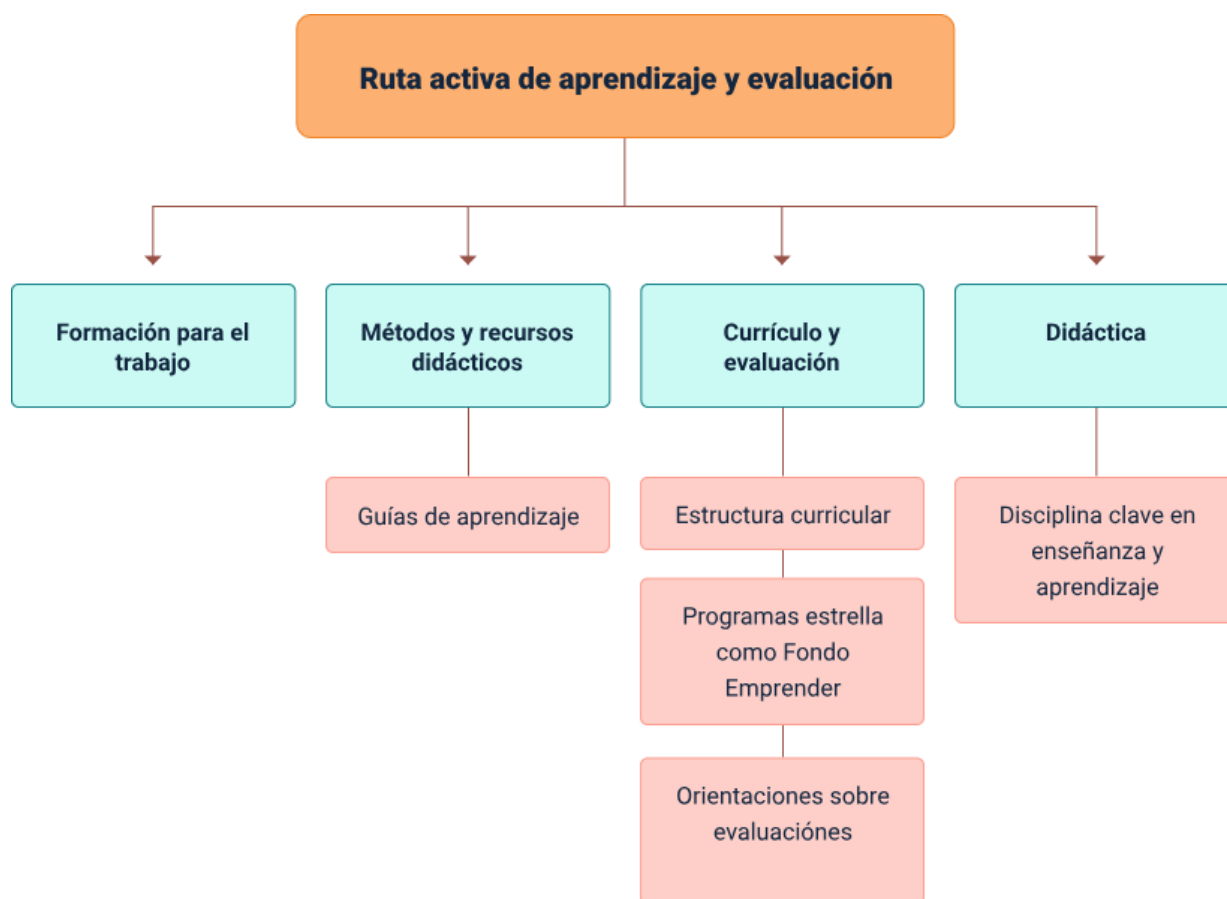 Ruta activa de aprendizaje y evaluación
Formación para el
trabajo
Métodos y recursos
didácticos
Currículo y
evaluación
Didáctica
Guías de aprendizaje
Estructura curricular
Programas estrella
como Fondo
Emprender
Orientaciones sobre
evaluaciónes
Disciplina clave en
enseñanza y
aprendizaje